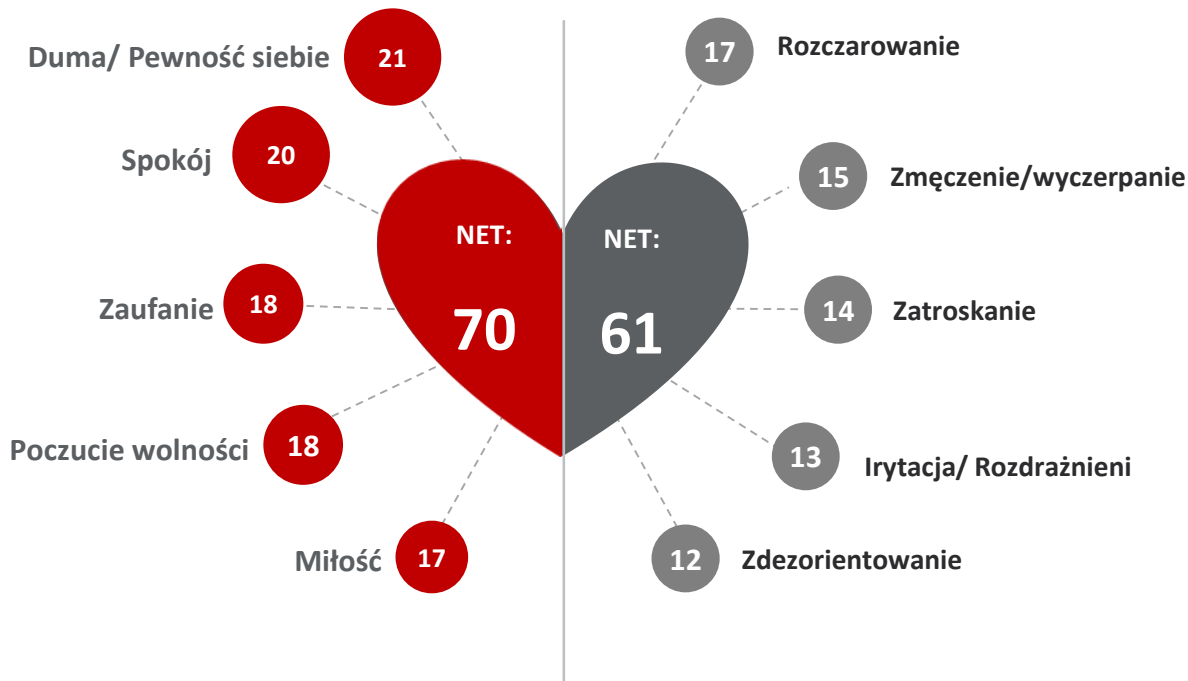 Duma/ Pewność siebie
21
Spokój
20
Zaufanie
18
Poczucie wolności
18
Miłość
17
NET:
70
NET:
61
17
Rozczarowanie
15
Zmęczenie/wyczerpanie
14
Zatroskanie
13
Irytacja/ Rozdrażnieni
12
Zdezorientowanie